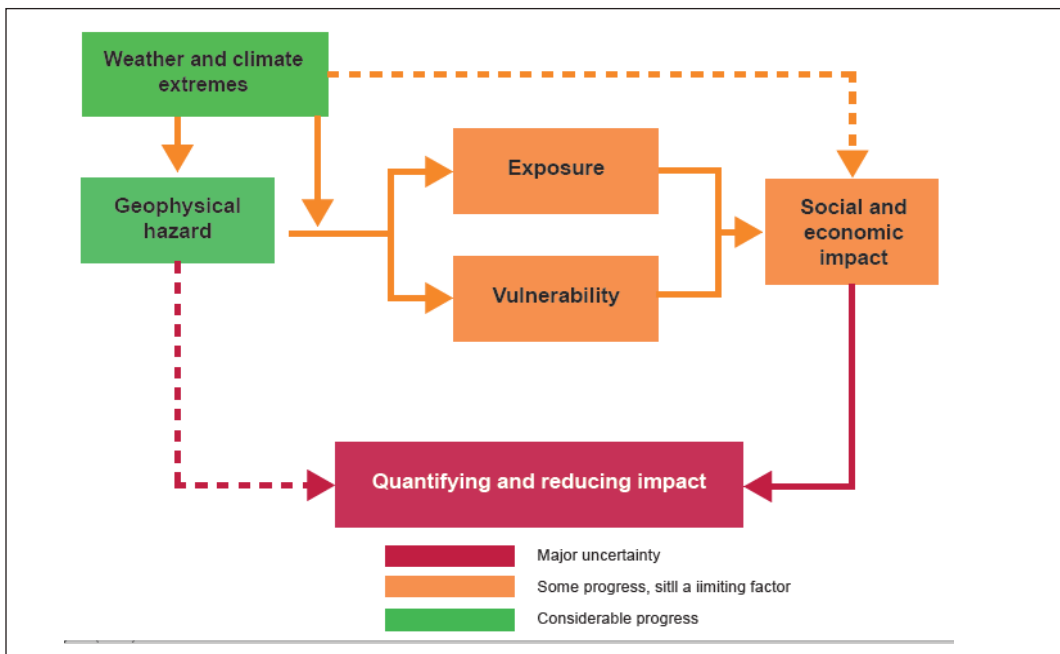 Weather and climate
extremes
Geophysical
hazard
Exposure
Vulnerability
Social and
economic
impact
Quantifying and reducing impact
Major uncertainty
Some progress, sitll a iimiting factor
Considerable progress